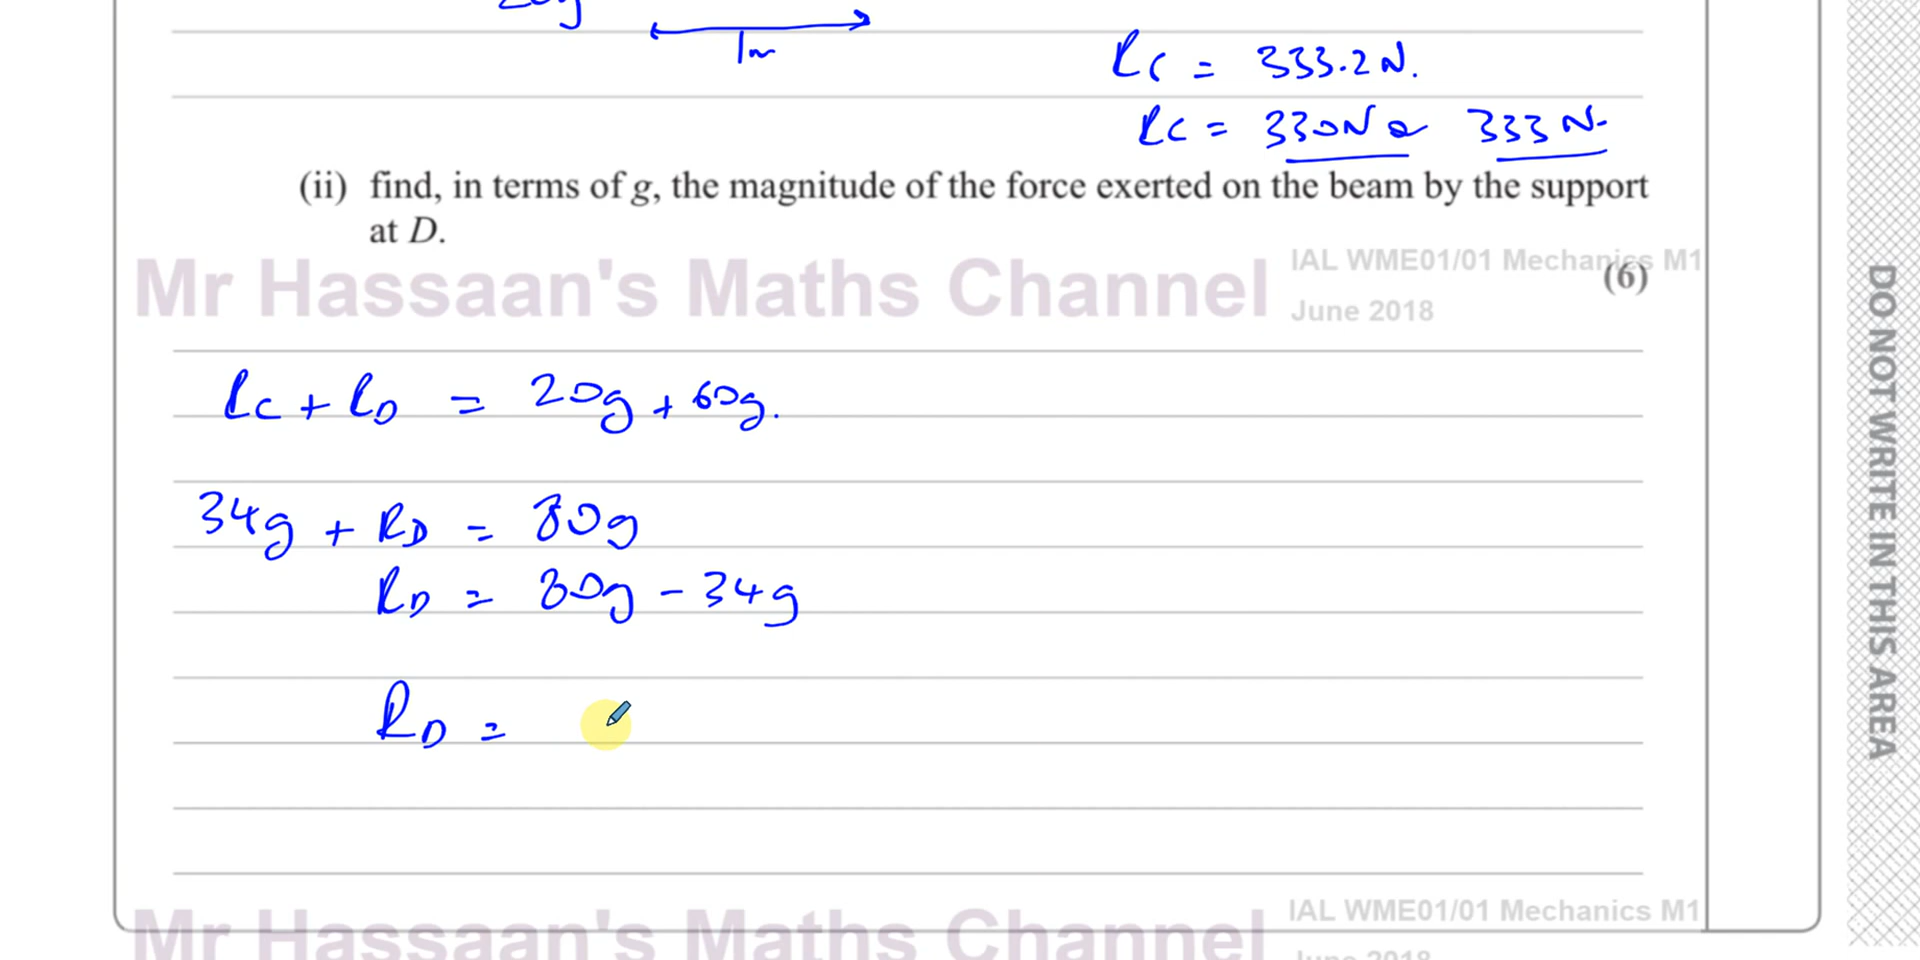 20g
1m
Rc = 333.2N.
Rc = 330N or 333N.
(ii) find, in terms of g, the magnitude of the force exerted on the beam by the support
at D.
(6)
Mr Hassaan's Maths Channel
IAL WME01/01 Mechanics M1
June 2018
Rc + RD = 20g + 60g.
34g + RD = 80g
RD = 80g - 34g
RD =
Mr Hassaan's Maths Channel
IAL WME01/01 Mechanics M1
June 2018
DO NOT WRITE IN THIS AREA